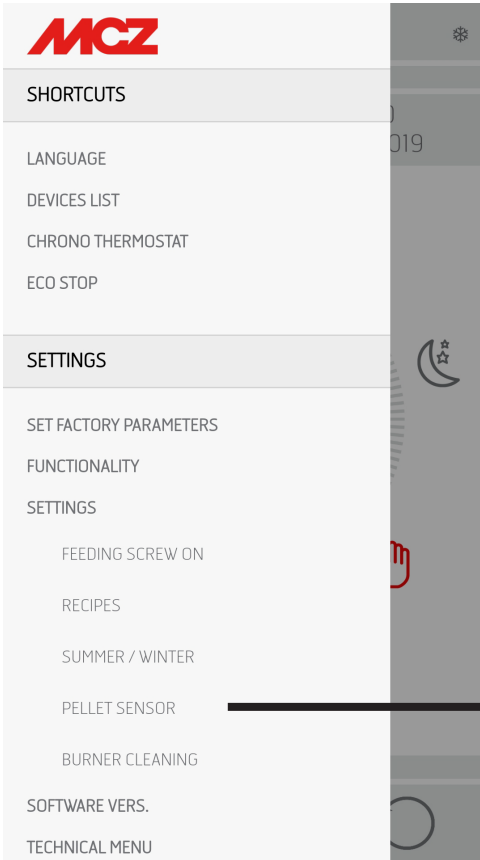 MCZ
SHORTCUTS
019
LANGUAGE
DEVICES LIST
CHRONO THERMOSTAT
ECO STOP
SETTINGS
SET FACTORY PARAMETERS
FUNCTIONALITY
SETTINGS
FEEDING SCREW ON
RECIPES
SUMMER / WINTER
PELLET SENSOR
BURNER CLEANING
SOFTWARE VERS.
TECHNICAL MENU